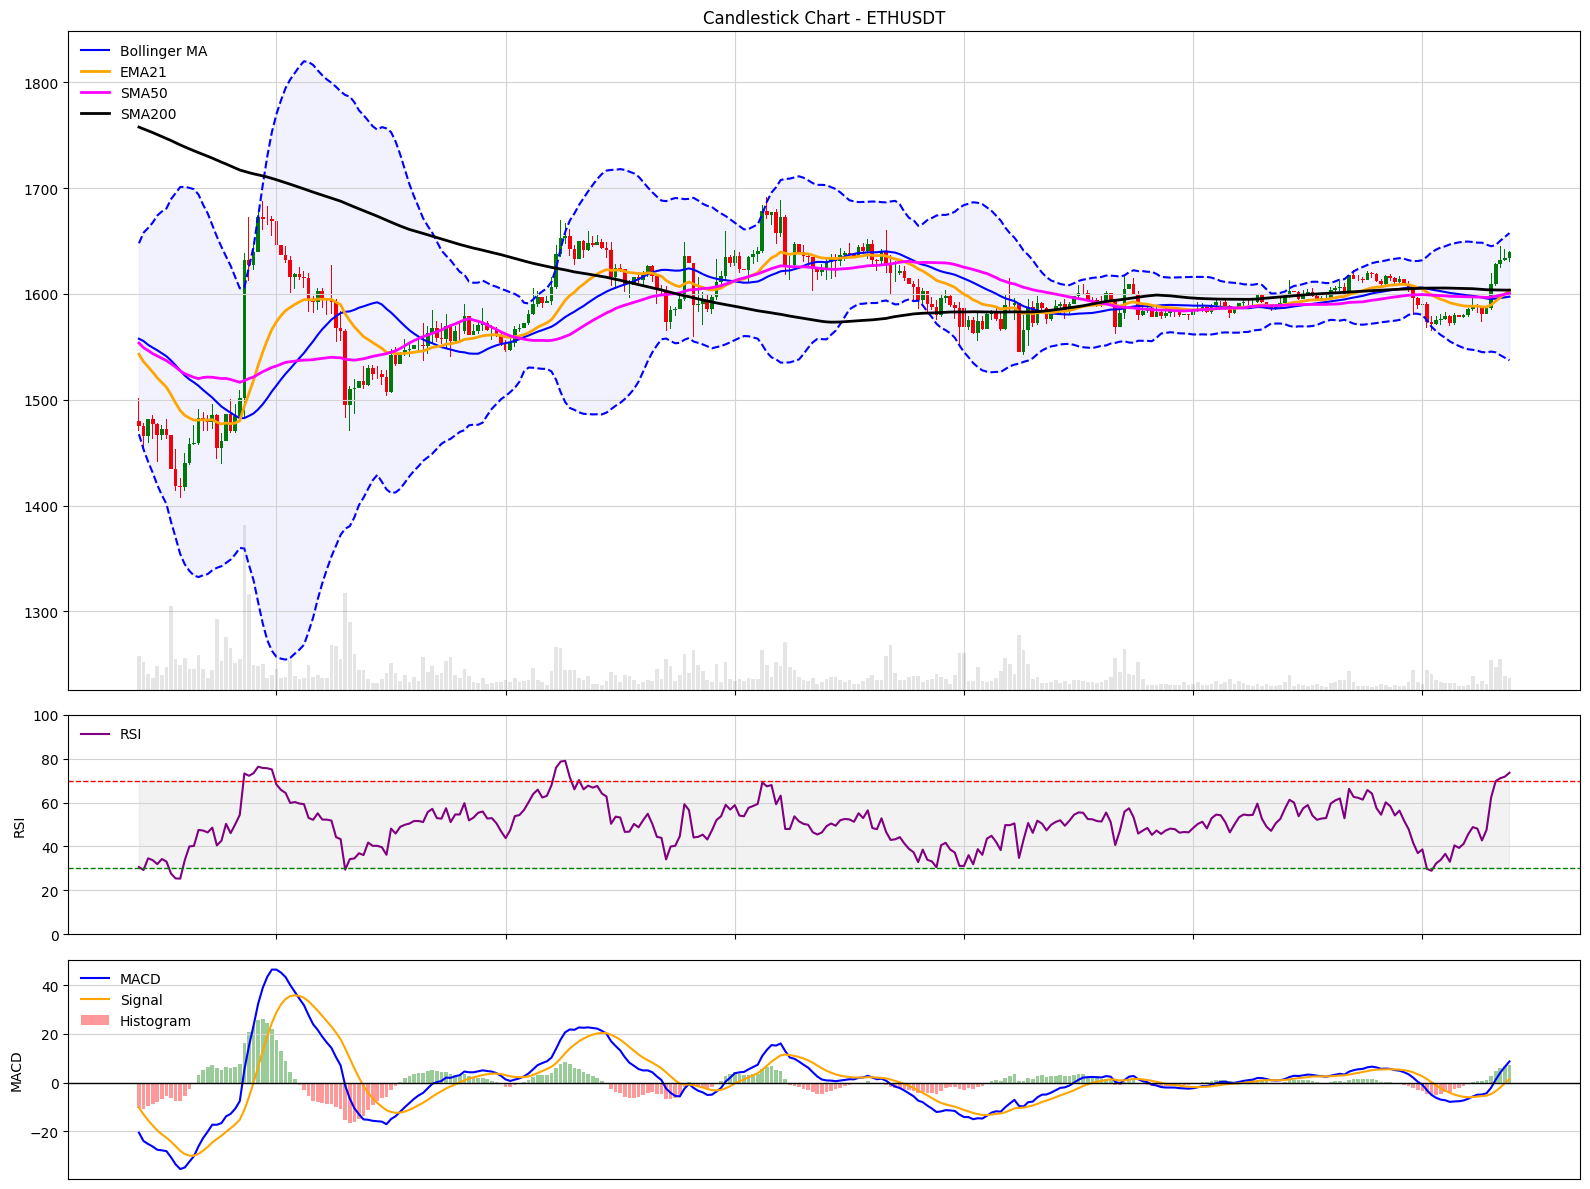 Candlestick Chart - ETHUSDT
Bollinger MA
EMA21
SMA50
SMA200
1800
1700
1600
1500
1400
1300
RSI
100
80
60
40
20
0
RSI
MACD
Signal
Histogram
40
20
0
−20
MACD